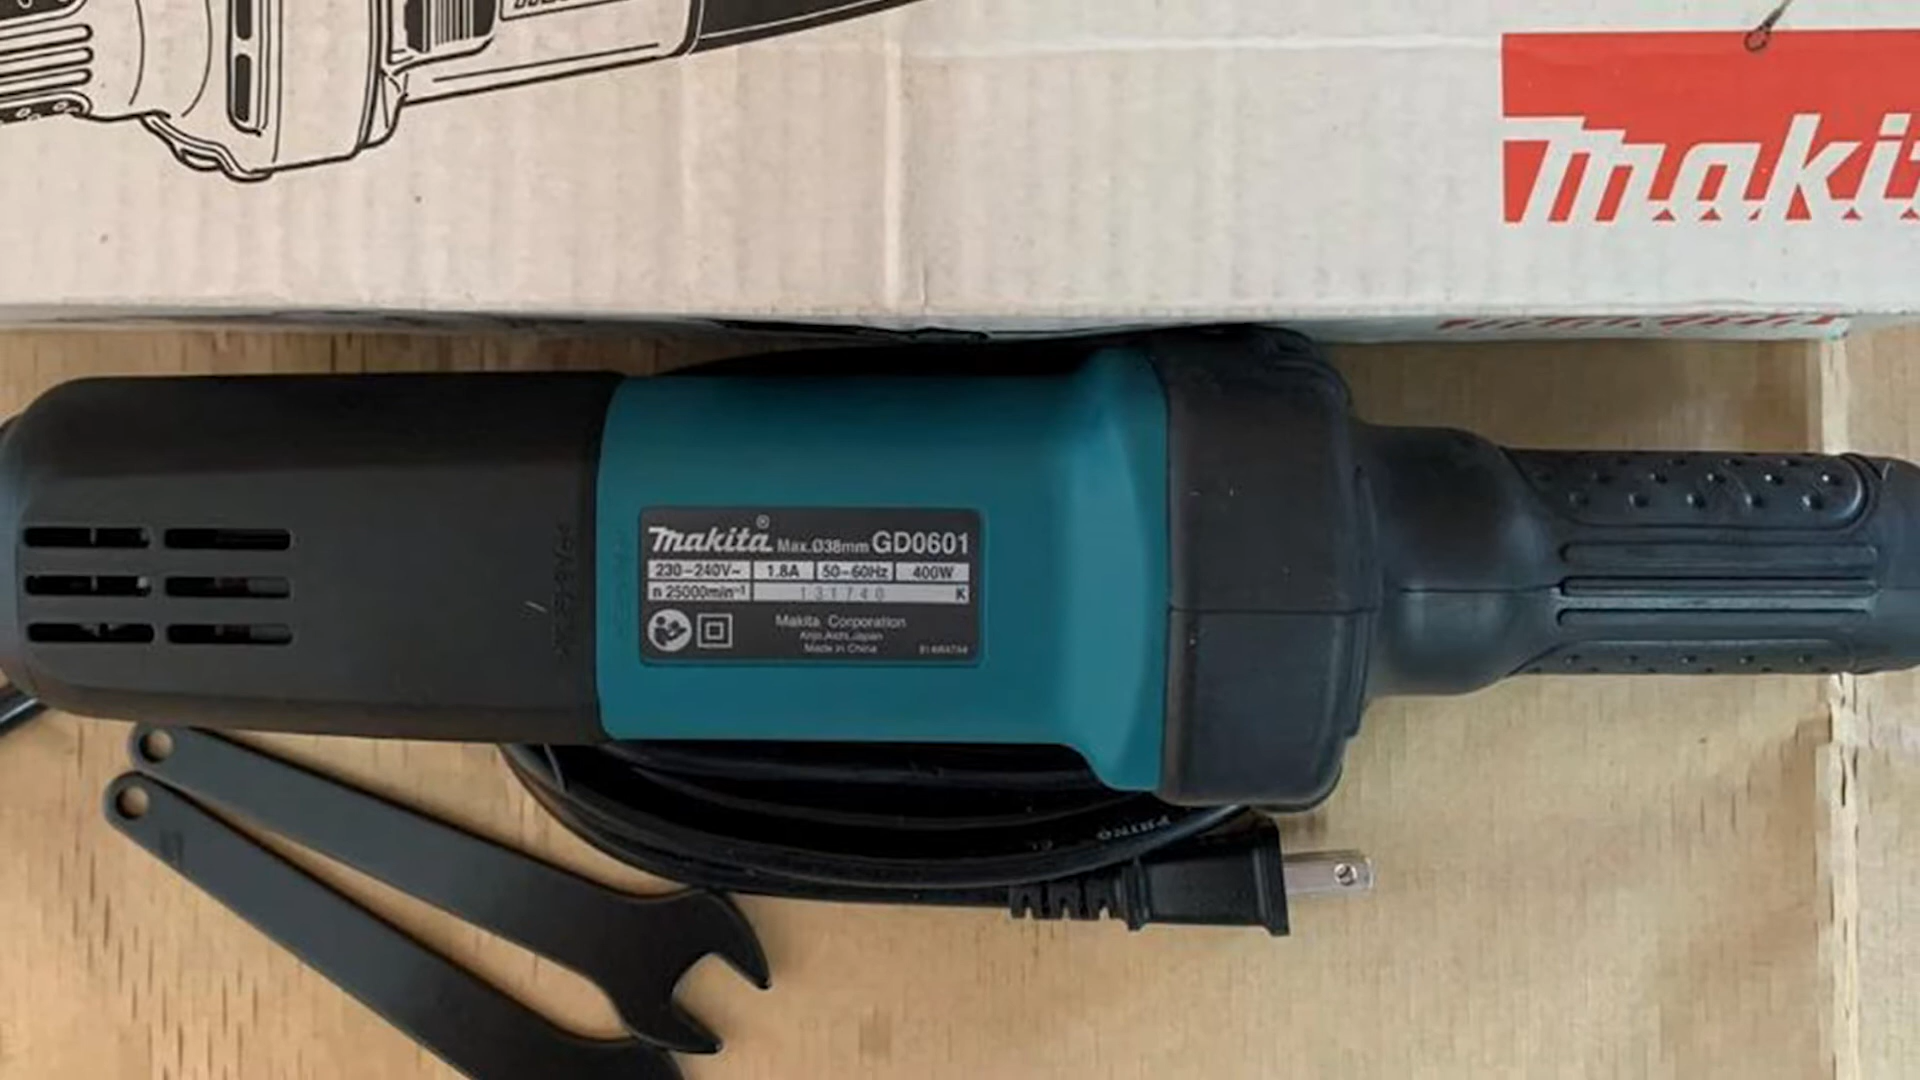 makita
makita® Max.Ø38mm GD0601
230-240V~ 1.8A 50-60Hz 400W
n 25000min⁻¹ 131740 K
Makita Corporation
Anjo, Aichi, Japan
Made in China